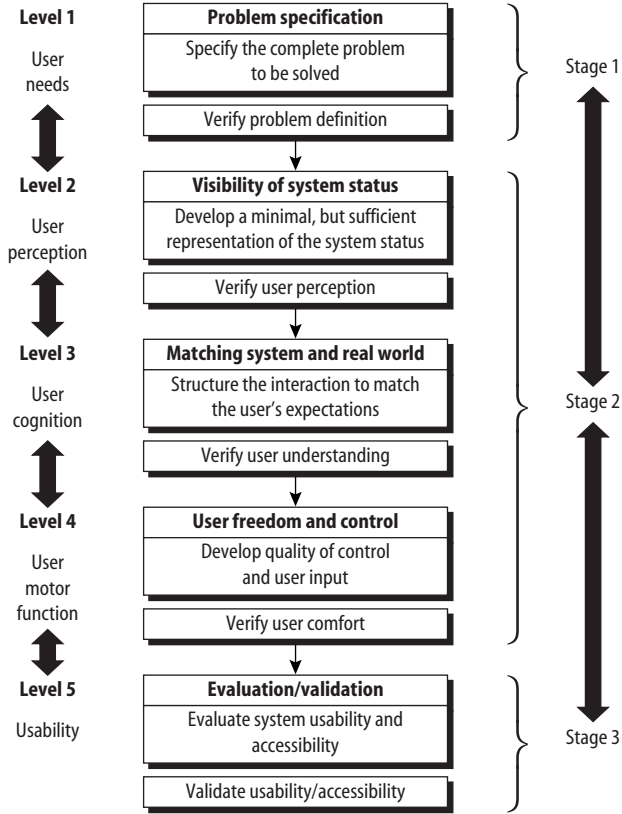 Level 1
User
needs
Problem specification
Specify the complete problem
to be solved
Verify problem definition
Stage 1
Level 2
User
perception
Visibility of system status
Develop a minimal, but sufficient
representation of the system status
Verify user perception
Level 3
User
cognition
Matching system and real world
Structure the interaction to match
the user's expectations
Verify user understanding
Stage 2
Level 4
User
motor
function
User freedom and control
Develop quality of control
and user input
Verify user comfort
Level 5
Usability
Evaluation/validation
Evaluate system usability and
accessibility
Validate usability/accessibility
Stage 3